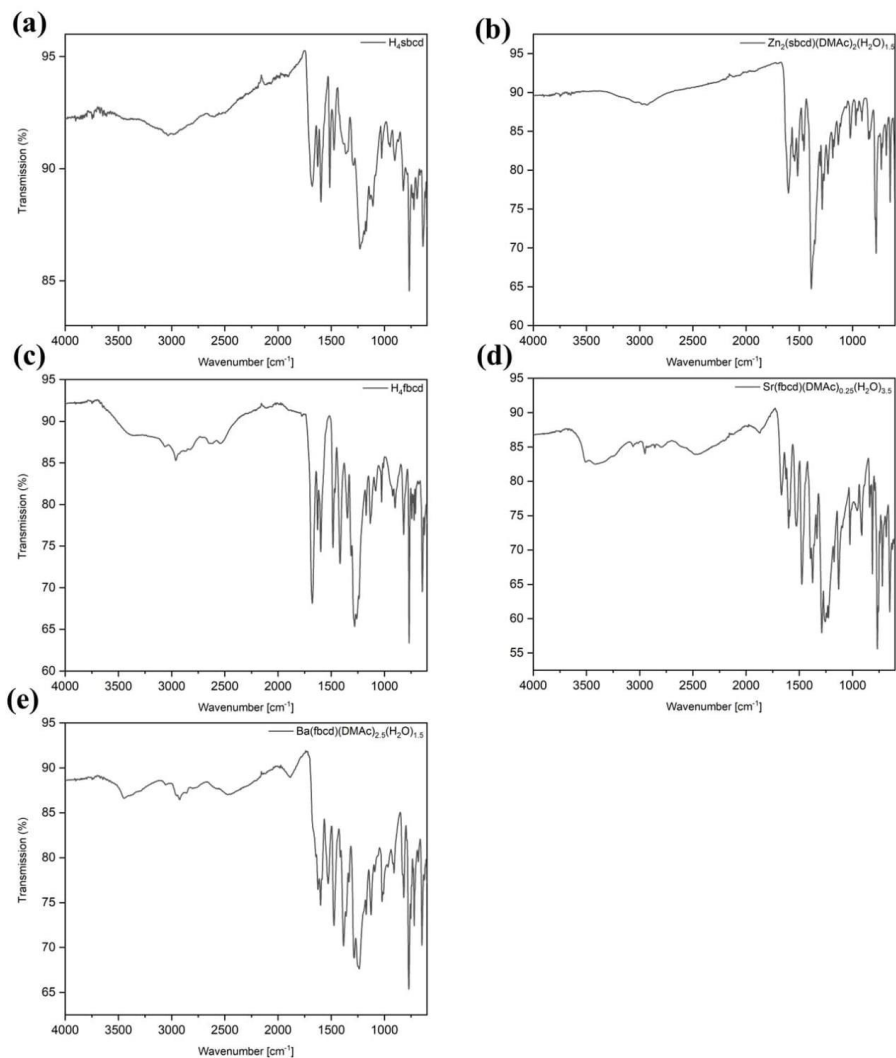 (a)
H₄sbcd
95
90
85
Transmission (%)
4000 3500 3000 2500 2000 1500 1000
Wavenumber [cm⁻¹]
(b)
Zn₂(sbcd)(DMAc)₂(H₂O)₁.₅
95
90
85
80
75
70
65
60
Transmission (%)
4000 3500 3000 2500 2000 1500 1000
Wavenumber [cm⁻¹]
(c)
H₄fbcd
95
90
85
80
75
70
65
60
Transmission (%)
4000 3500 3000 2500 2000 1500 1000
Wavenumber [cm⁻¹]
(d)
Sr(fbcd)(DMAc)₀.₂₅(H₂O)₃.₅
95
90
85
80
75
70
65
60
55
Transmission (%)
4000 3500 3000 2500 2000 1500 1000
Wavenumber [cm⁻¹]
(e)
Ba(fbcd)(DMAc)₂.₅(H₂O)₁.₅
95
90
85
80
75
70
65
Transmission (%)
4000 3500 3000 2500 2000 1500 1000
Wavenumber [cm⁻¹]